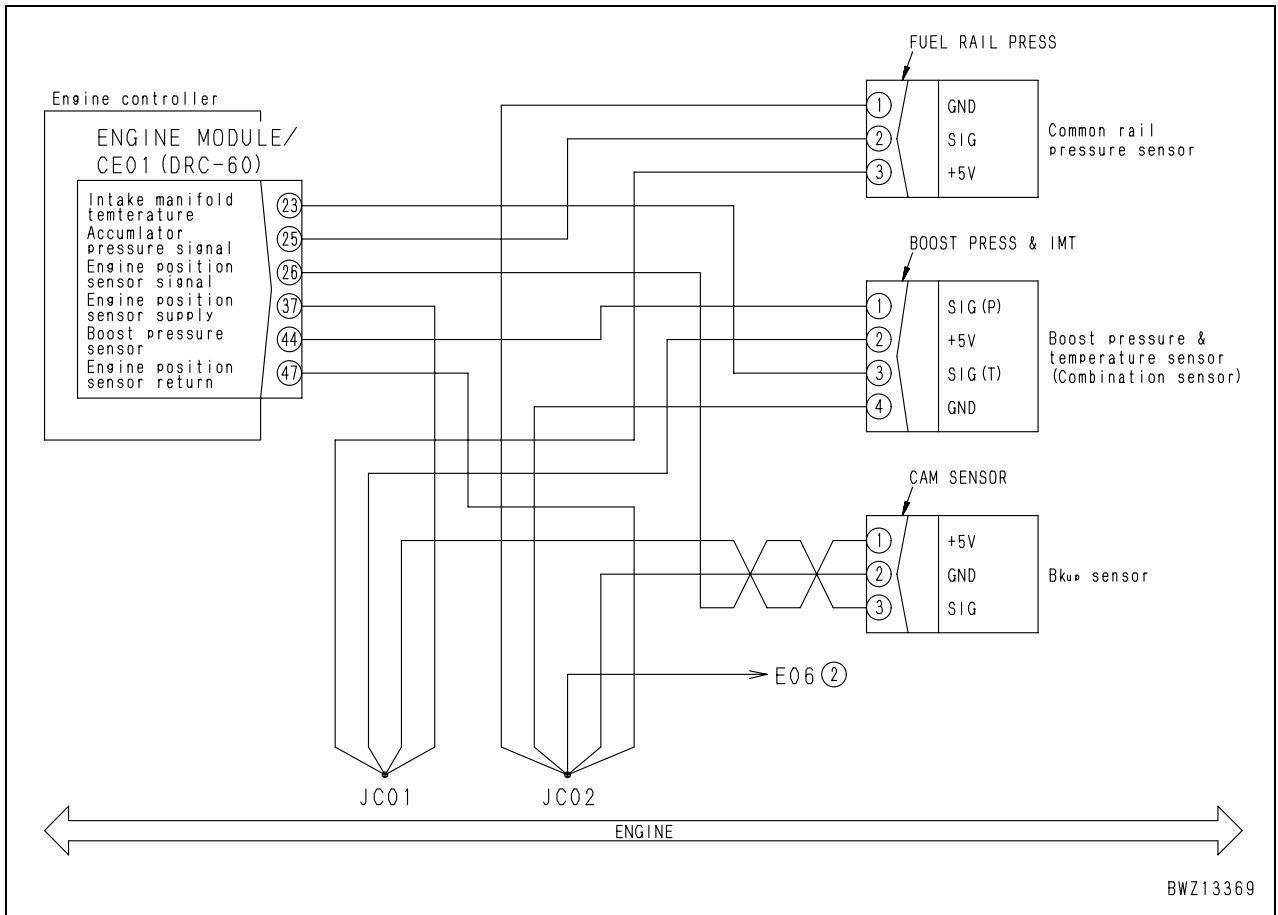 FUEL RAIL PRESS
Engine controller
ENGINE MODULE/
CE01 (DRC-60)
Intake manifold
temterature
Accumlator
pressure signal
Engine position
sensor signal
Engine position
sensor supply
Boost pressure
sensor
Engine position
sensor return
23
25
26
37
44
47
1 GND
2 SIG
3 +5V
Common rail
pressure sensor
BOOST PRESS & IMT
1 SIG(P)
2 +5V
3 SIG(T)
4 GND
Boost pressure &
temperature sensor
(Combination sensor)
CAM SENSOR
1 +5V
2 GND
3 SIG
Bkup sensor
E06 2
JC01
JC02
ENGINE
BWZ13369